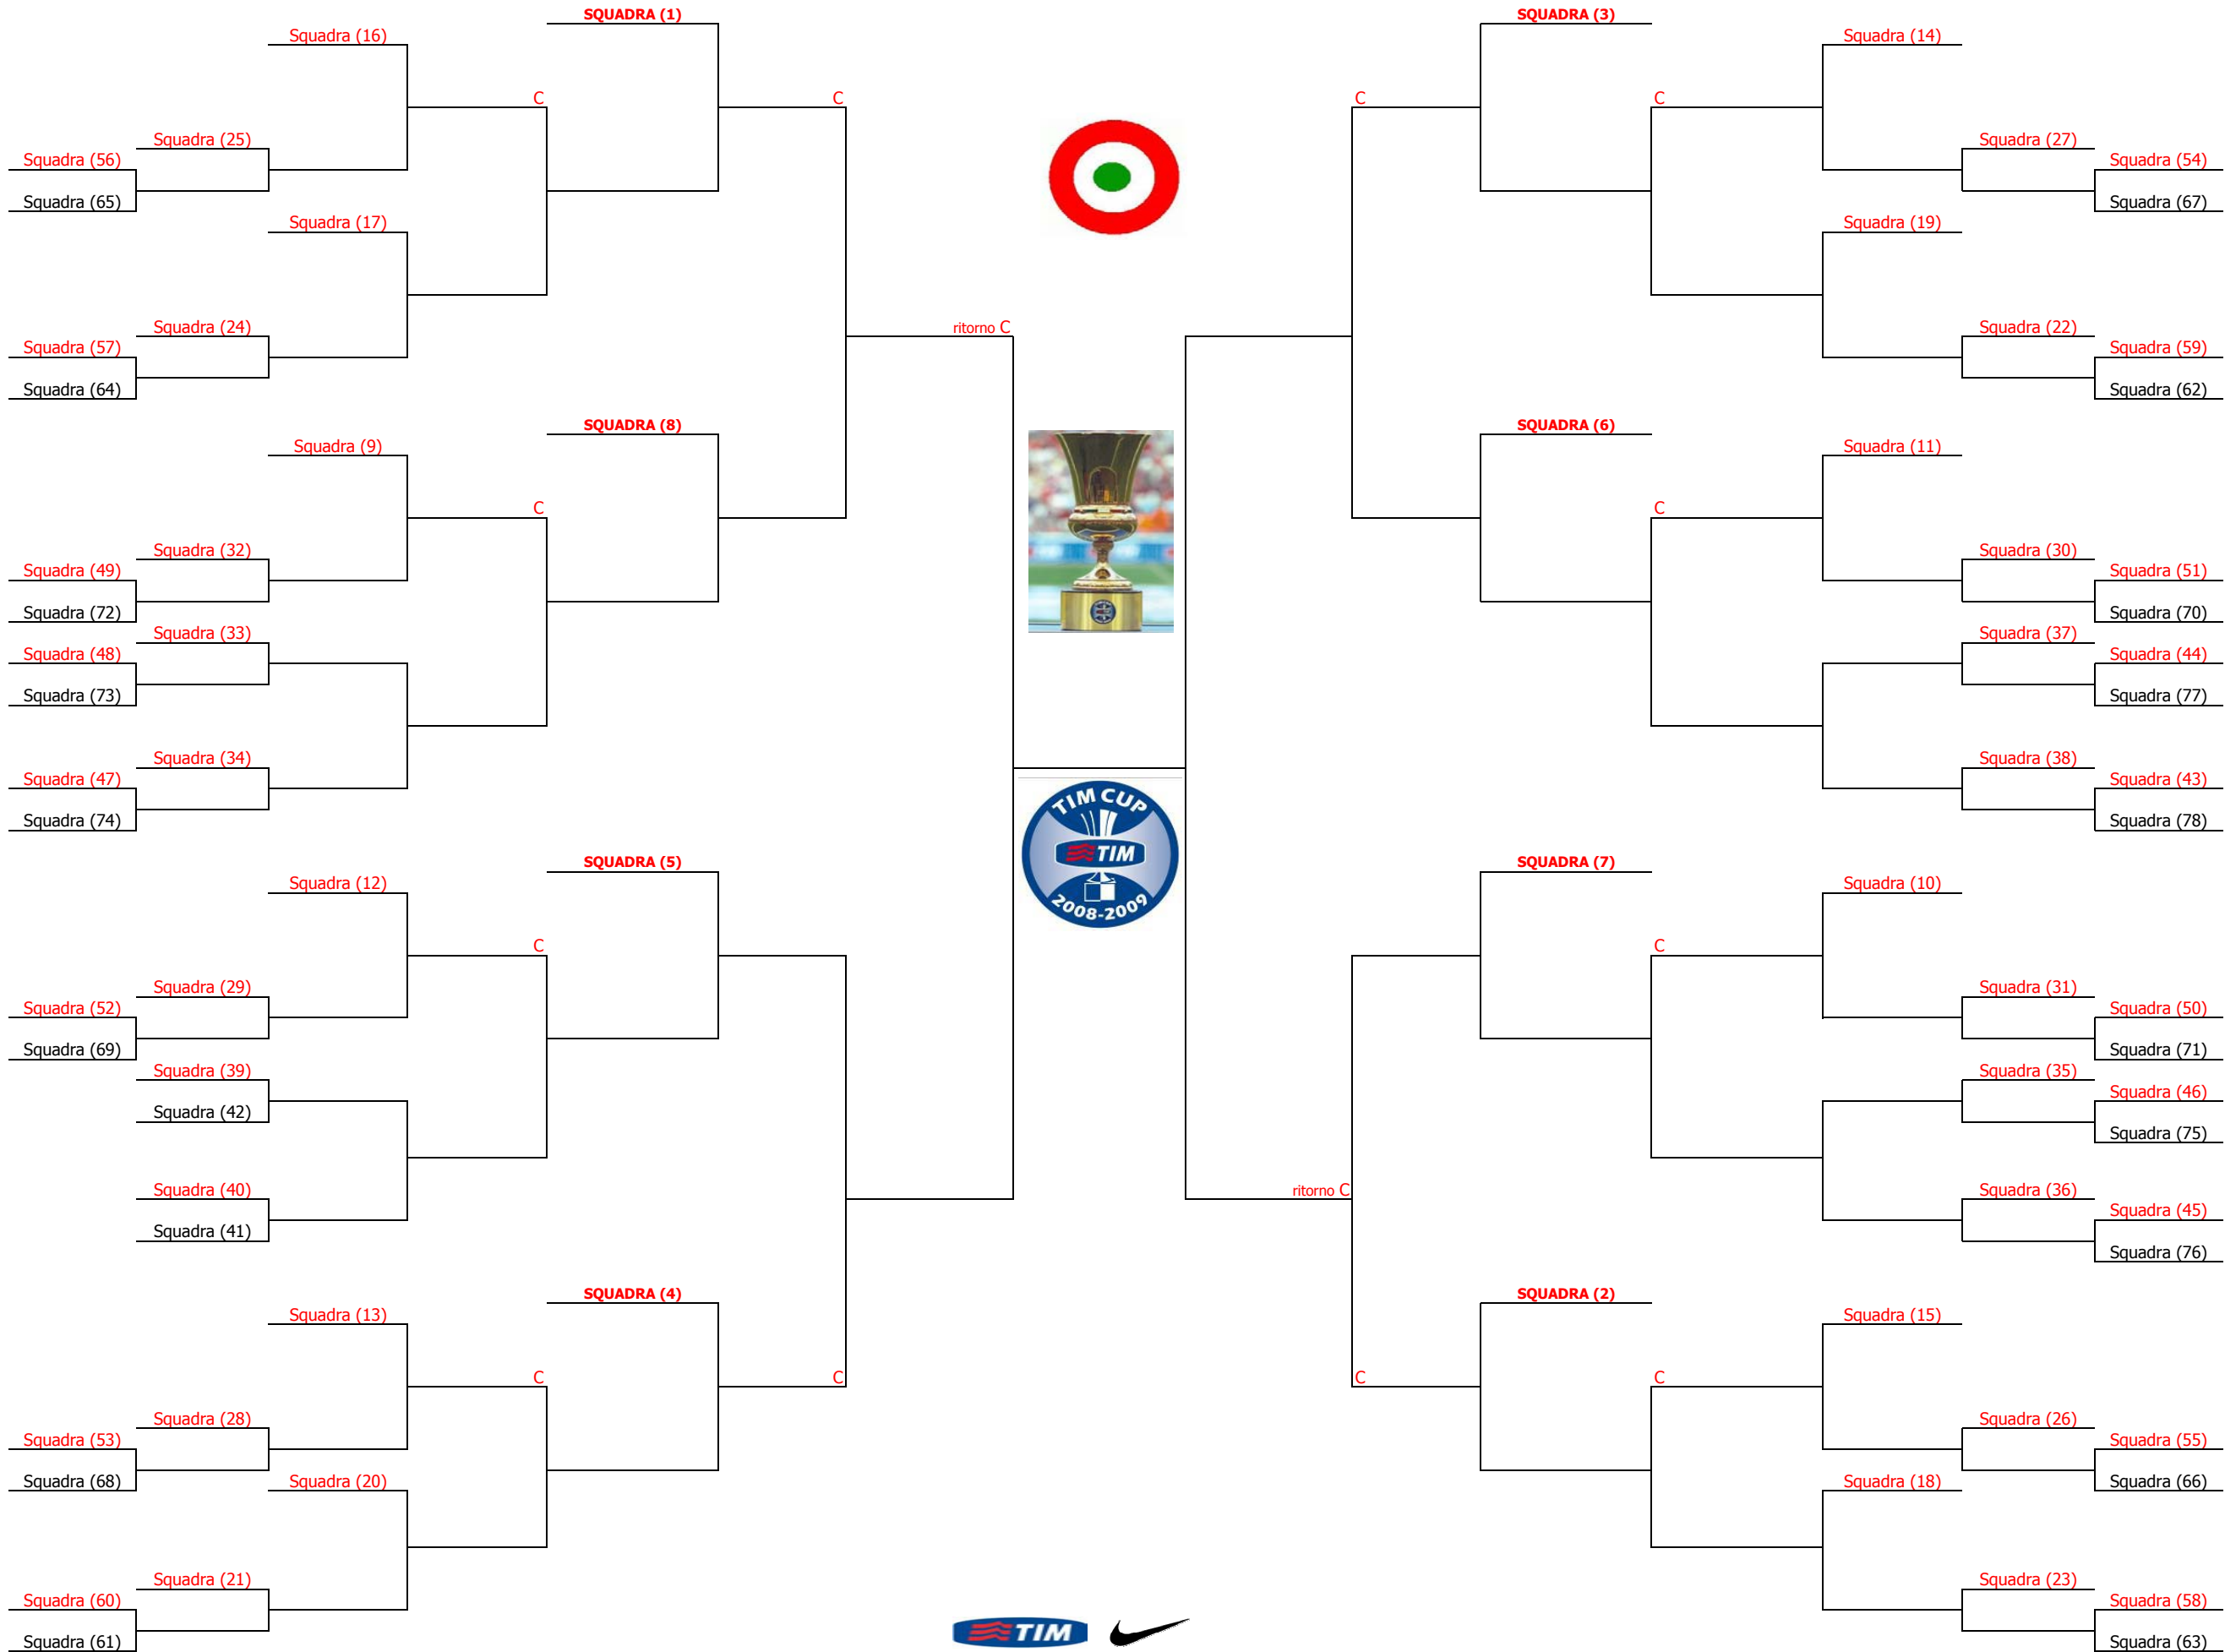 SQUADRA (1)
SQUADRA (3)
Squadra (16)
Squadra (14)
C
C
C
C
Squadra (25)
Squadra (27)
Squadra (56)
Squadra (54)
Squadra (65)
Squadra (67)
Squadra (17)
Squadra (19)
Squadra (24)
ritorno C
Squadra (22)
Squadra (57)
Squadra (59)
Squadra (64)
Squadra (62)
SQUADRA (8)
SQUADRA (6)
Squadra (9)
Squadra (11)
C
C
Squadra (32)
Squadra (30)
Squadra (49)
Squadra (51)
Squadra (72)
Squadra (70)
Squadra (33)
Squadra (37)
Squadra (48)
Squadra (44)
Squadra (73)
Squadra (77)
Squadra (34)
Squadra (38)
Squadra (47)
Squadra (43)
Squadra (74)
Squadra (78)
TIM CUP
TIM
2008-2009
SQUADRA (5)
SQUADRA (7)
Squadra (12)
Squadra (10)
C
C
Squadra (29)
Squadra (31)
Squadra (52)
Squadra (50)
Squadra (69)
Squadra (71)
Squadra (39)
Squadra (35)
Squadra (42)
Squadra (46)
Squadra (75)
Squadra (40)
ritorno C
Squadra (36)
Squadra (41)
Squadra (45)
Squadra (76)
SQUADRA (4)
SQUADRA (2)
Squadra (13)
Squadra (15)
C
C
C
C
Squadra (28)
Squadra (26)
Squadra (53)
Squadra (55)
Squadra (68)
Squadra (66)
Squadra (20)
Squadra (18)
Squadra (21)
Squadra (23)
Squadra (60)
Squadra (58)
Squadra (61)
Squadra (63)
TIM